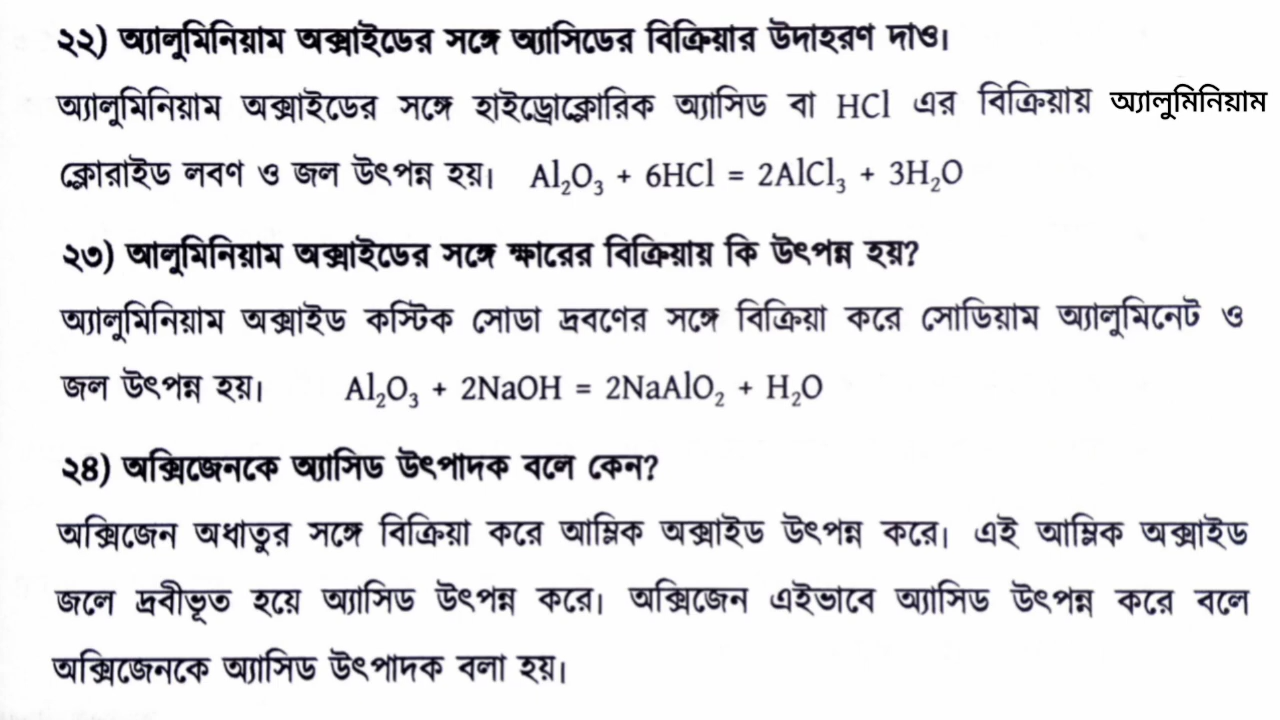 ২২) অ্যালুমিনিয়াম অক্সাইডের সঙ্গে অ্যাসিডের বিক্রিয়ার উদাহরণ দাও।
অ্যালুমিনিয়াম অক্সাইডের সঙ্গে হাইড্রোক্লোরিক অ্যাসিড বা HCl এর বিক্রিয়ায় অ্যালুমিনিয়াম
ক্লোরাইড লবণ ও জল উৎপন্ন হয়। Al₂O₃ + 6HCl = 2AlCl₃ + 3H₂O
২৩) আলুমিনিয়াম অক্সাইডের সঙ্গে ক্ষারের বিক্রিয়ায় কি উৎপন্ন হয়?
অ্যালুমিনিয়াম অক্সাইড কস্টিক সোডা দ্রবণের সঙ্গে বিক্রিয়া করে সোডিয়াম অ্যালুমিনেট ও
জল উৎপন্ন হয়। Al₂O₃ + 2NaOH = 2NaAlO₂ + H₂O
২৪) অক্সিজেনকে অ্যাসিড উৎপাদক বলে কেন?
অক্সিজেন অধাতুর সঙ্গে বিক্রিয়া করে আম্লিক অক্সাইড উৎপন্ন করে। এই আম্লিক অক্সাইড
জলে দ্রবীভূত হয়ে অ্যাসিড উৎপন্ন করে। অক্সিজেন এইভাবে অ্যাসিড উৎপন্ন করে বলে
অক্সিজেনকে অ্যাসিড উৎপাদক বলা হয়।